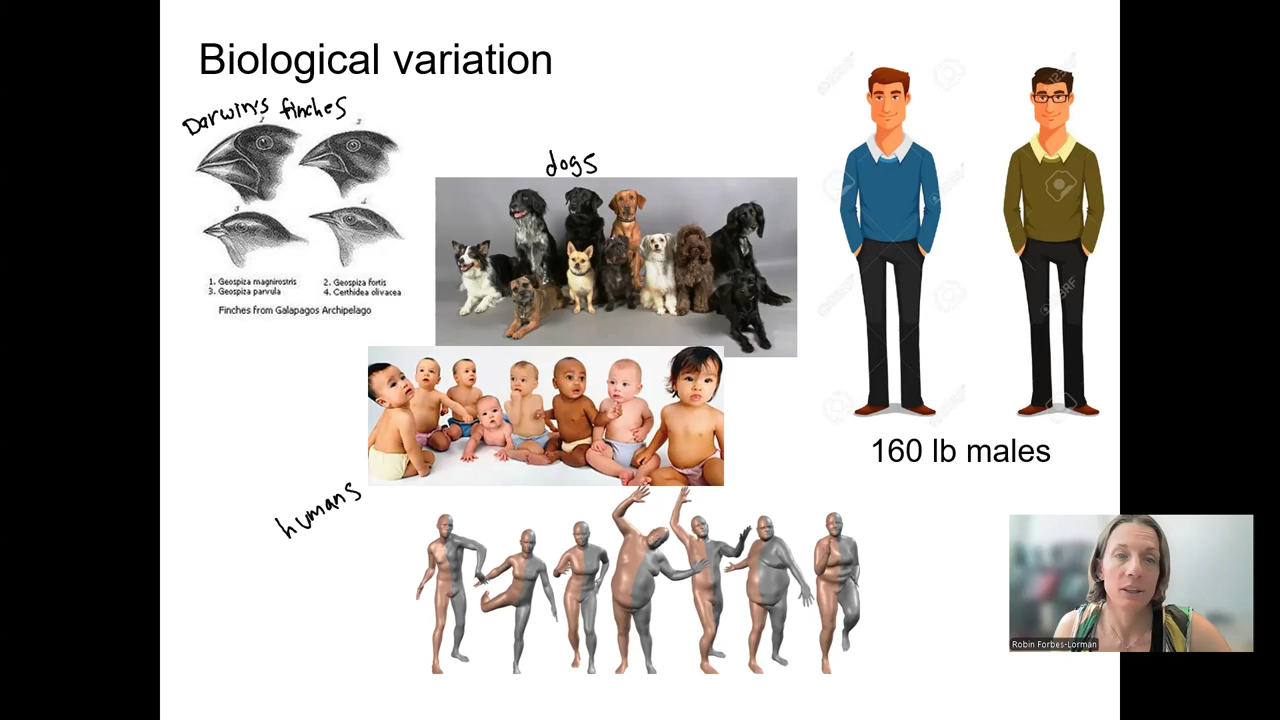 Biological variation
Darwin's finches
1. Geospiza magnirostris
2. Geospiza fortis
3. Geospiza parvula
4. Certhidea olivacea
Finches from Galapagos Archipelago
dogs
humans
160 lb males
Robin Forbes-Lorman